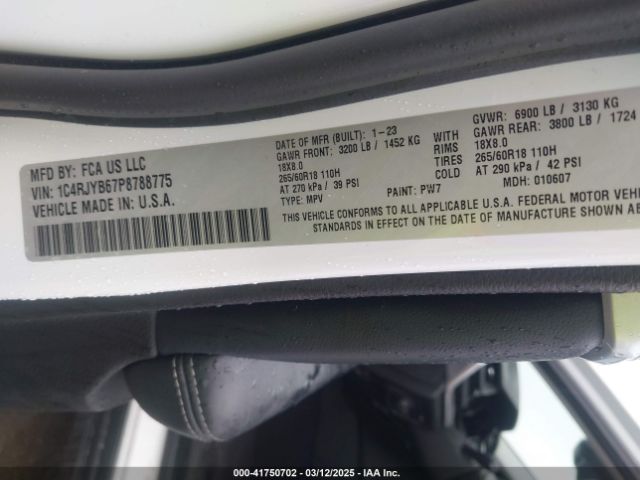 MFD BY: FCA US LLC
VIN: 1C4RJYB67P8788775
VEHICLE MADE IN: U.S.A.
DATE OF MFR (BUILT): 1-23
GAWR FRONT: 3200 LB / 1452 KG
18X8.0
265/60R18 110H
AT 270 kPa / 39 PSI
TYPE: MPV
PAINT: PW7
WITH
RIMS
TIRES
COLD
GVWR: 6900 LB / 3130 KG
GAWR REAR: 3800 LB / 1724
18X8.0
265/60R18 110H
AT 290 kPa / 42 PSI
MDH: 010607
THIS VEHICLE CONFORMS TO ALL APPLICABLE U.S.A. FEDERAL MOTOR VEHIC
STANDARDS IN EFFECT ON THE DATE OF MANUFACTURE SHOWN AB
000-41750702 - 03/12/2025 - IAA Inc.